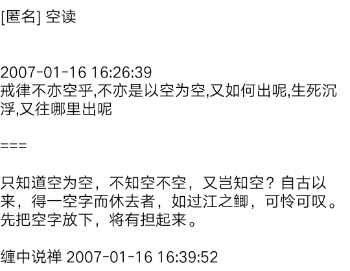 [匿名] 空读
2007-01-16 16:26:39
戒律不亦空乎,不亦是以空为空,又如何出呢,生死沉
浮,又往哪里出呢
===
只知道空为空，不知空不空，又岂知空？自古以
来，得一空字而休去者，如过江之鲫，可怜可叹。
先把空字放下，将有担起来。
缠中说禅 2007-01-16 16:39:52